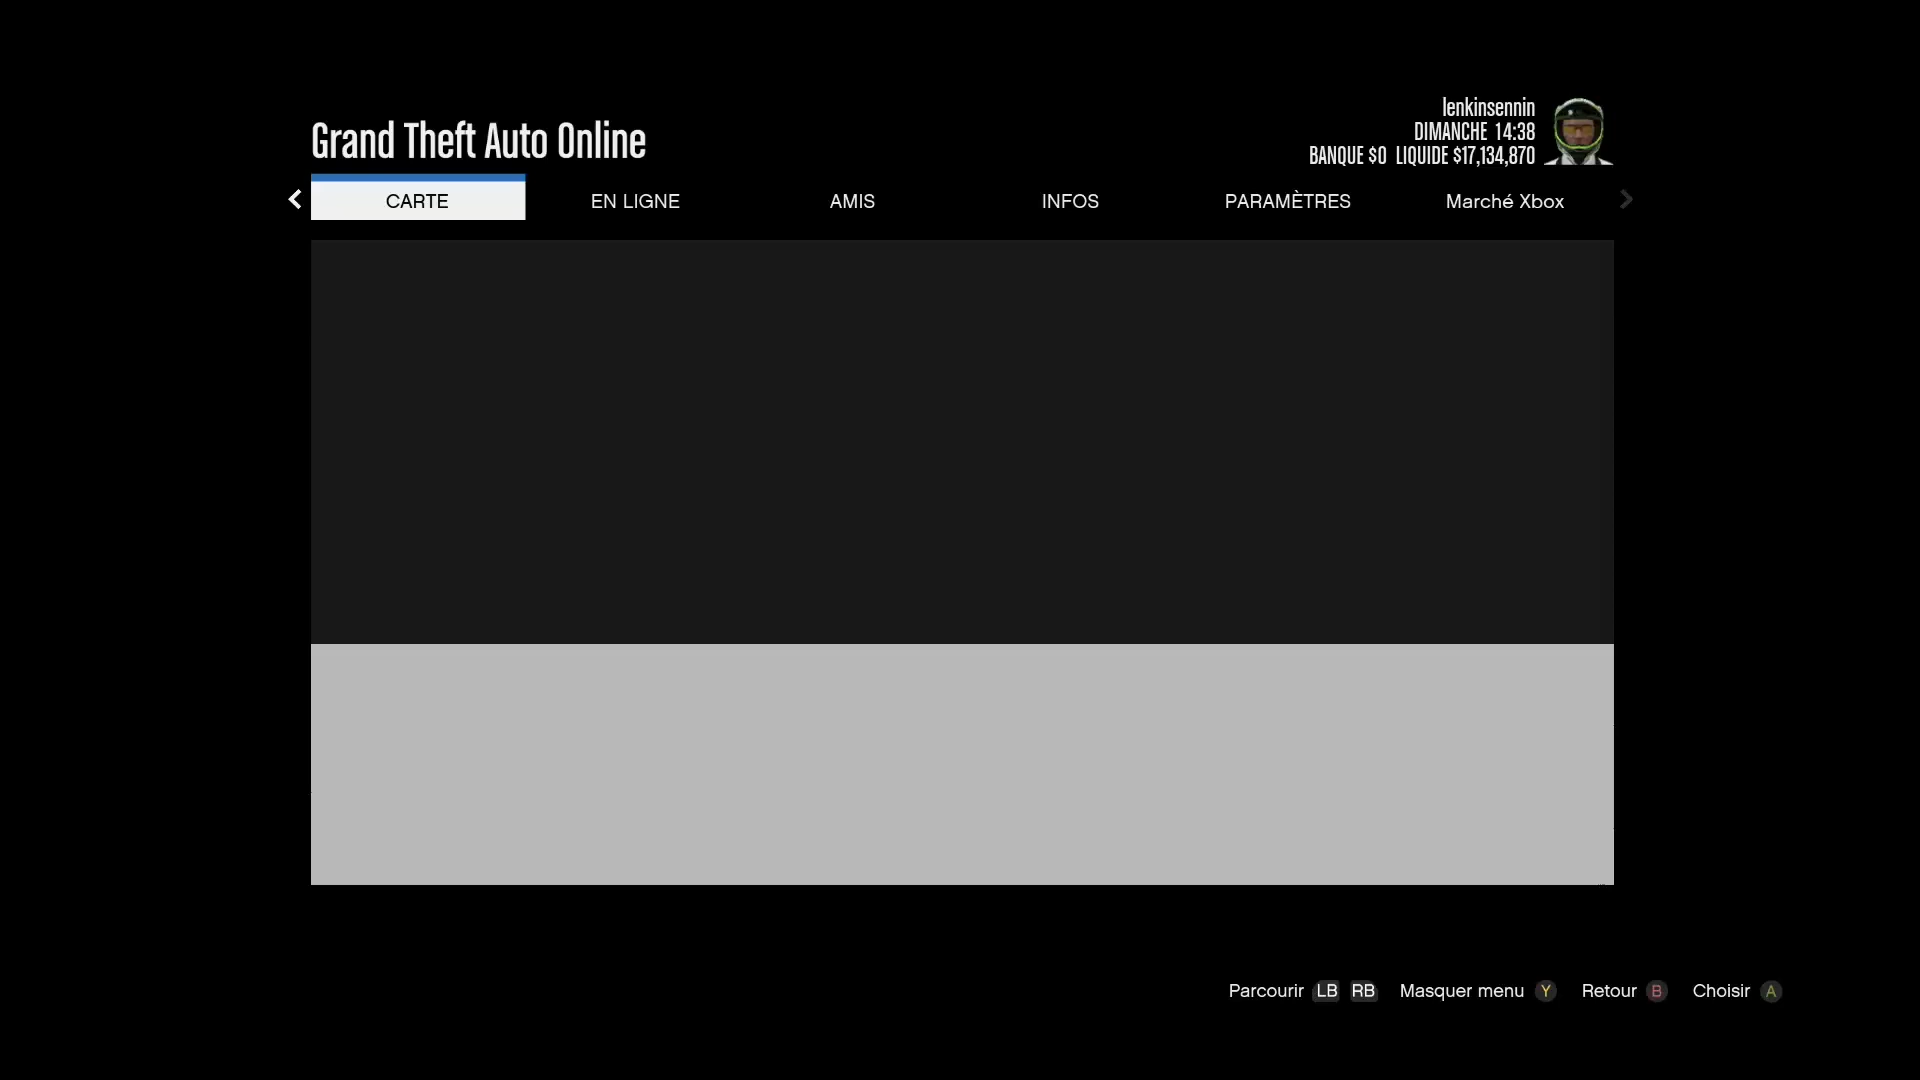 Grand Theft Auto Online
lenkinsennin
DIMANCHE 14:38
BANQUE $0 LIQUIDE $17,134,870
CARTE EN LIGNE AMIS INFOS PARAMÈTRES Marché Xbox
Parcourir LB RB Masquer menu Y Retour B Choisir A